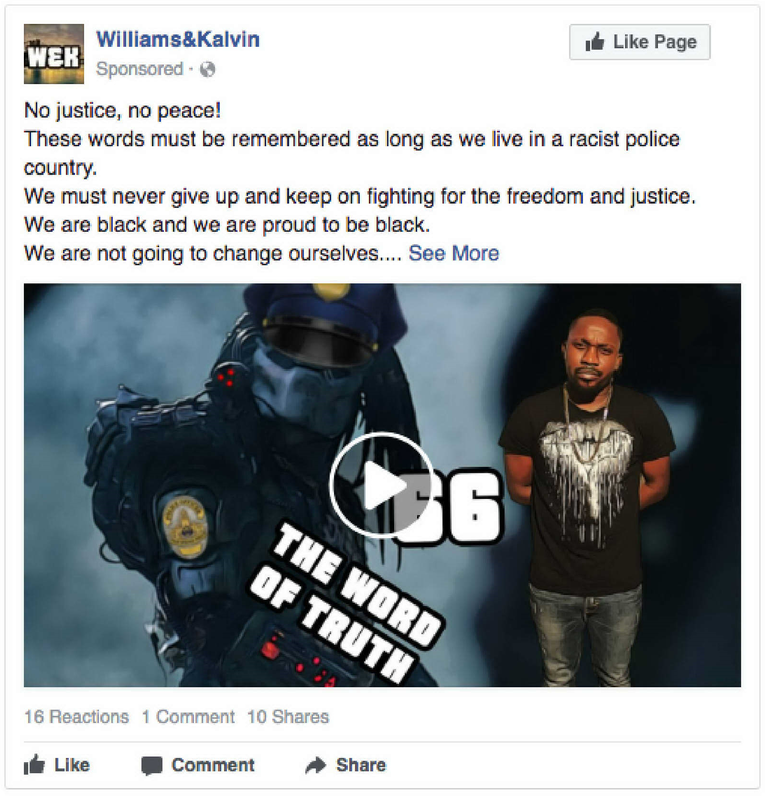 WEK
Williams&Kalvin
Like Page
Sponsored ·
No justice, no peace!
These words must be remembered as long as we live in a racist police
country.
We must never give up and keep on fighting for the freedom and justice.
We are black and we are proud to be black.
We are not going to change ourselves.... See More
66
THE WORD
OF TRUTH
16 Reactions 1 Comment 10 Shares
Like Comment Share